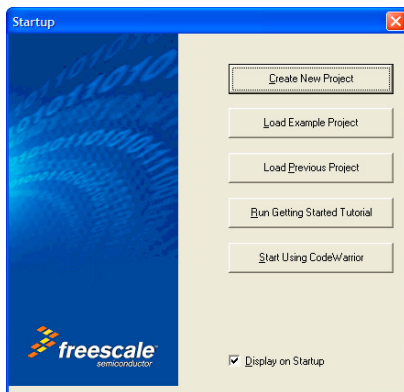 Startup
Create New Project
Load Example Project
Load Previous Project
Run Getting Started Tutorial
Start Using CodeWarrior
freescale™
semiconductor
Display on Startup